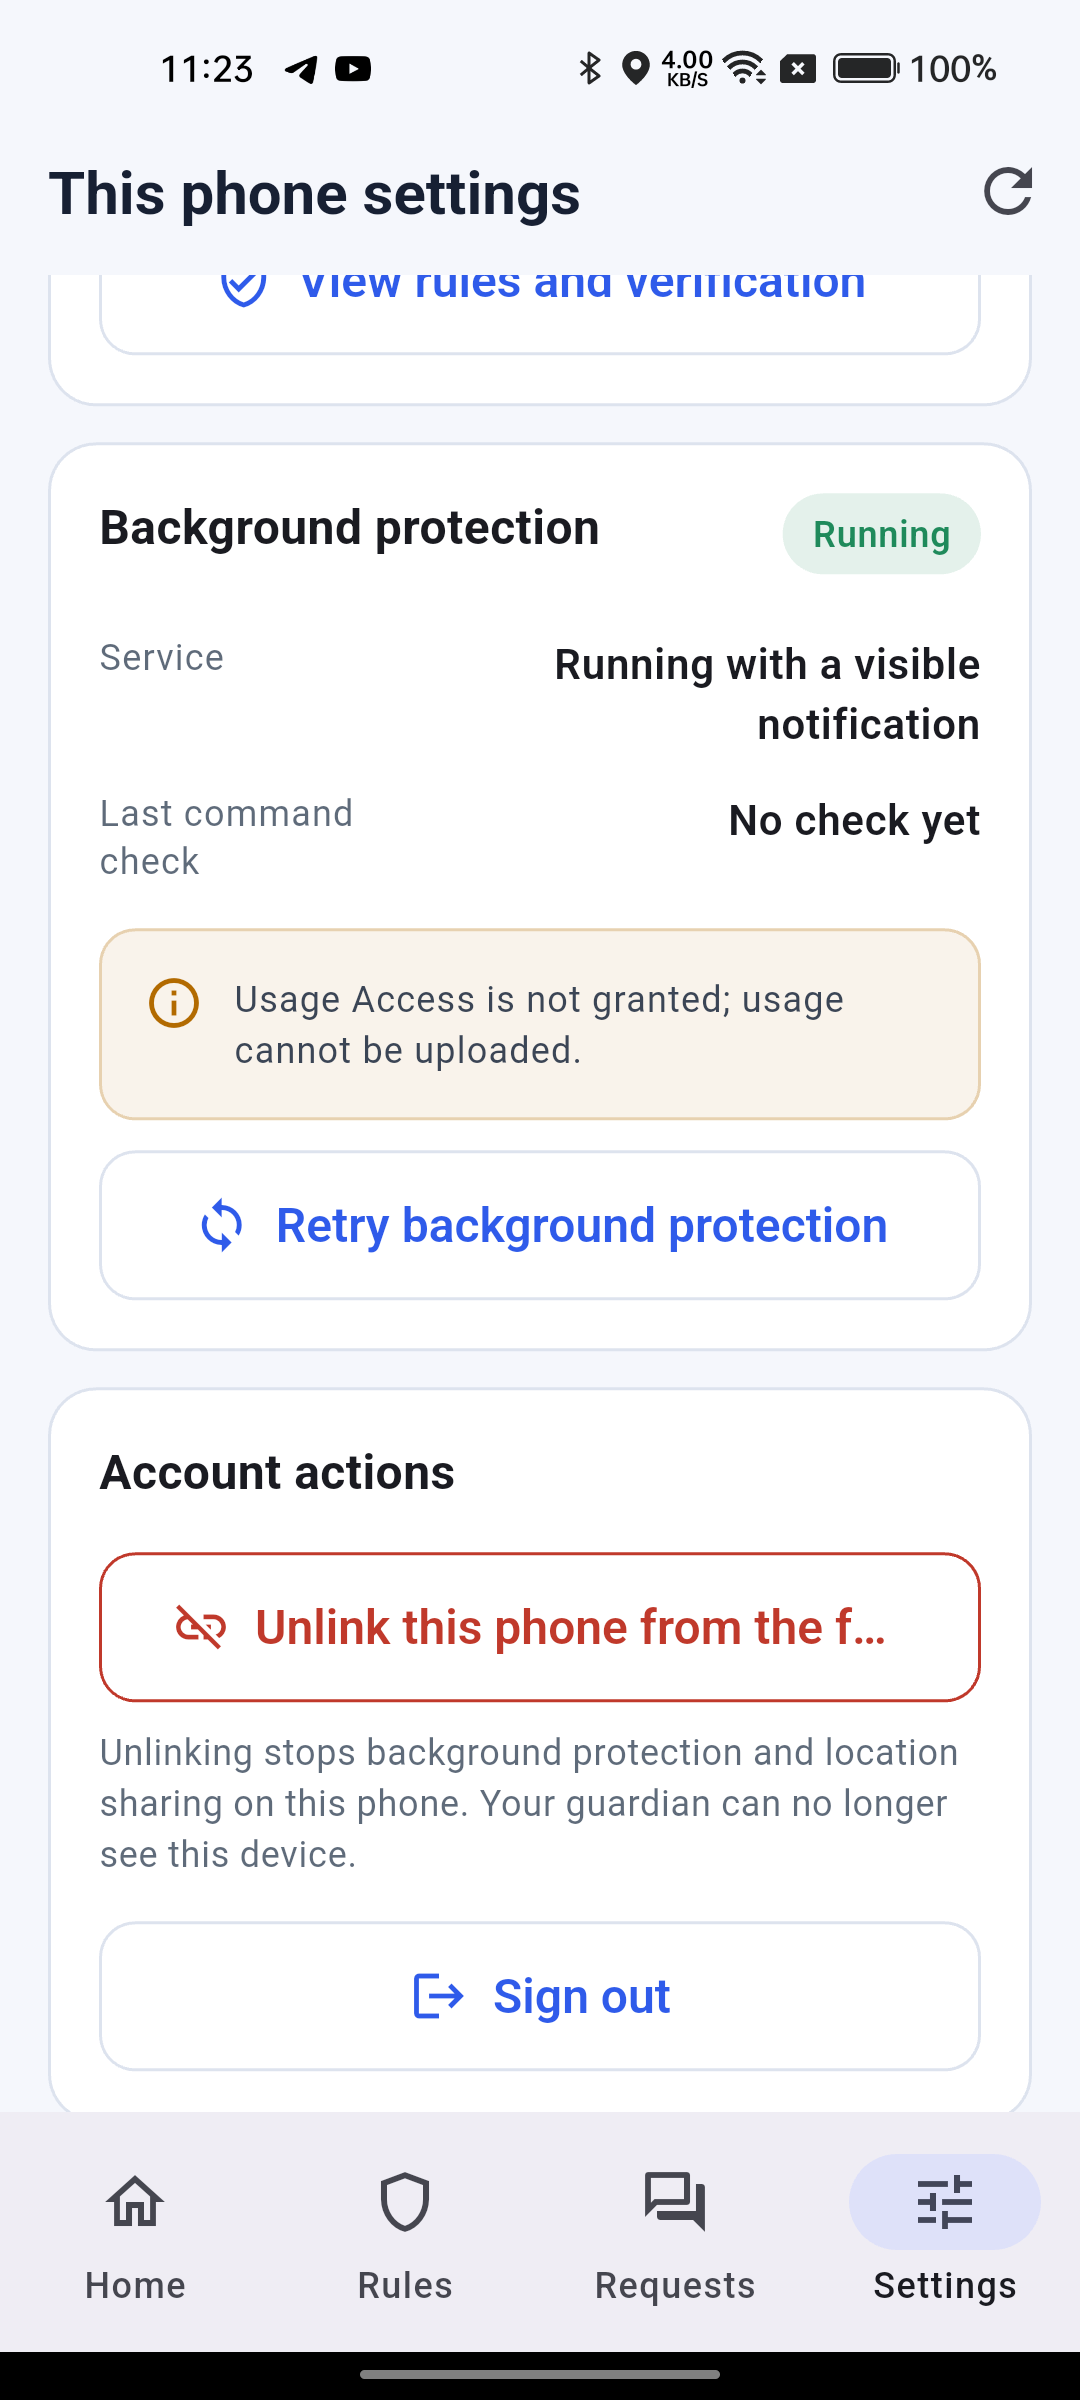 11:23
4.00
KB/S
100%
This phone settings
View rules and verification
Background protection
Running
Service
Running with a visible
notification
Last command
check
No check yet
Usage Access is not granted; usage
cannot be uploaded.
Retry background protection
Account actions
Unlink this phone from the f...
Unlinking stops background protection and location
sharing on this phone. Your guardian can no longer
see this device.
Sign out
Home
Rules
Requests
Settings